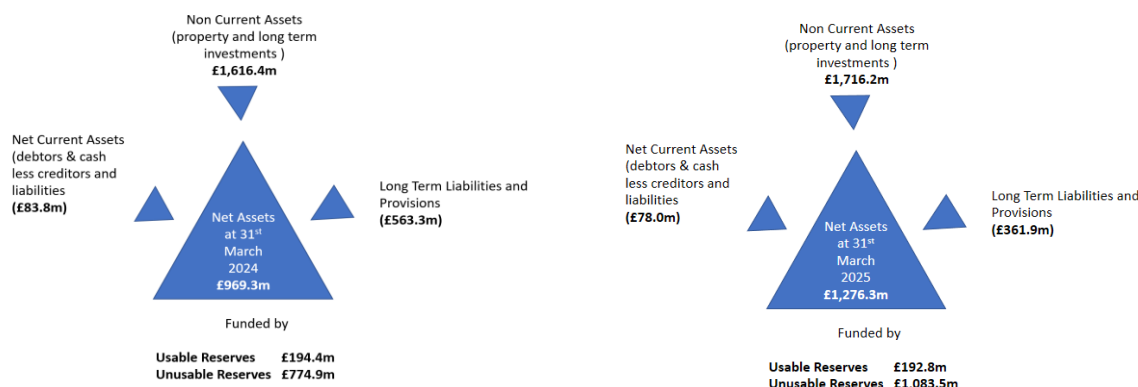 Non Current Assets
(property and long term
investments )
£1,616.4m
Net Current Assets
(debtors & cash
less creditors and
liabilities
(£83.8m)
Long Term Liabilities and
Provisions
(£563.3m)
Net Assets
at 31st
March
2024
£969.3m
Funded by
Usable Reserves £194.4m
Unusable Reserves £774.9m
Non Current Assets
(property and long term
investments )
£1,716.2m
Net Current Assets
(debtors & cash
less creditors and
liabilities
(£78.0m)
Long Term Liabilities and
Provisions
(£361.9m)
Net Assets
at 31st
March
2025
£1,276.3m
Funded by
Usable Reserves £192.8m
Unusable Reserves £1,083.5m